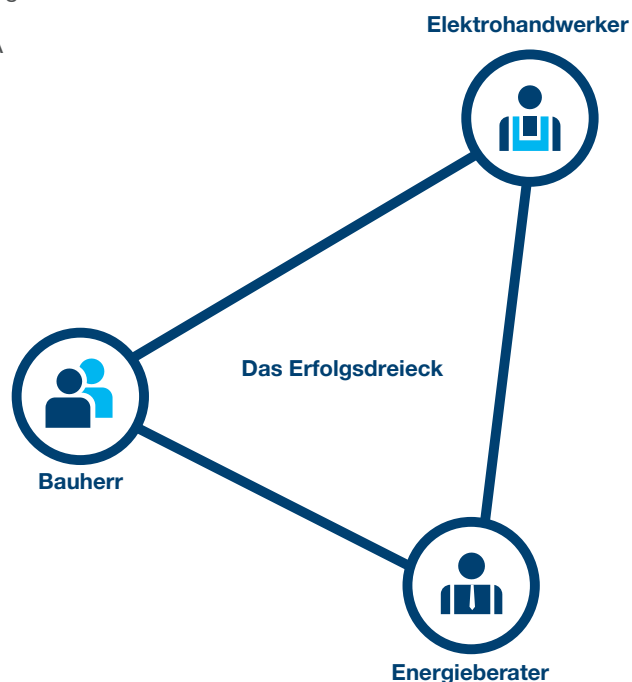 g
Elektrohandwerker
A
Das Erfolgsdreieck
Bauherr
Energieberater